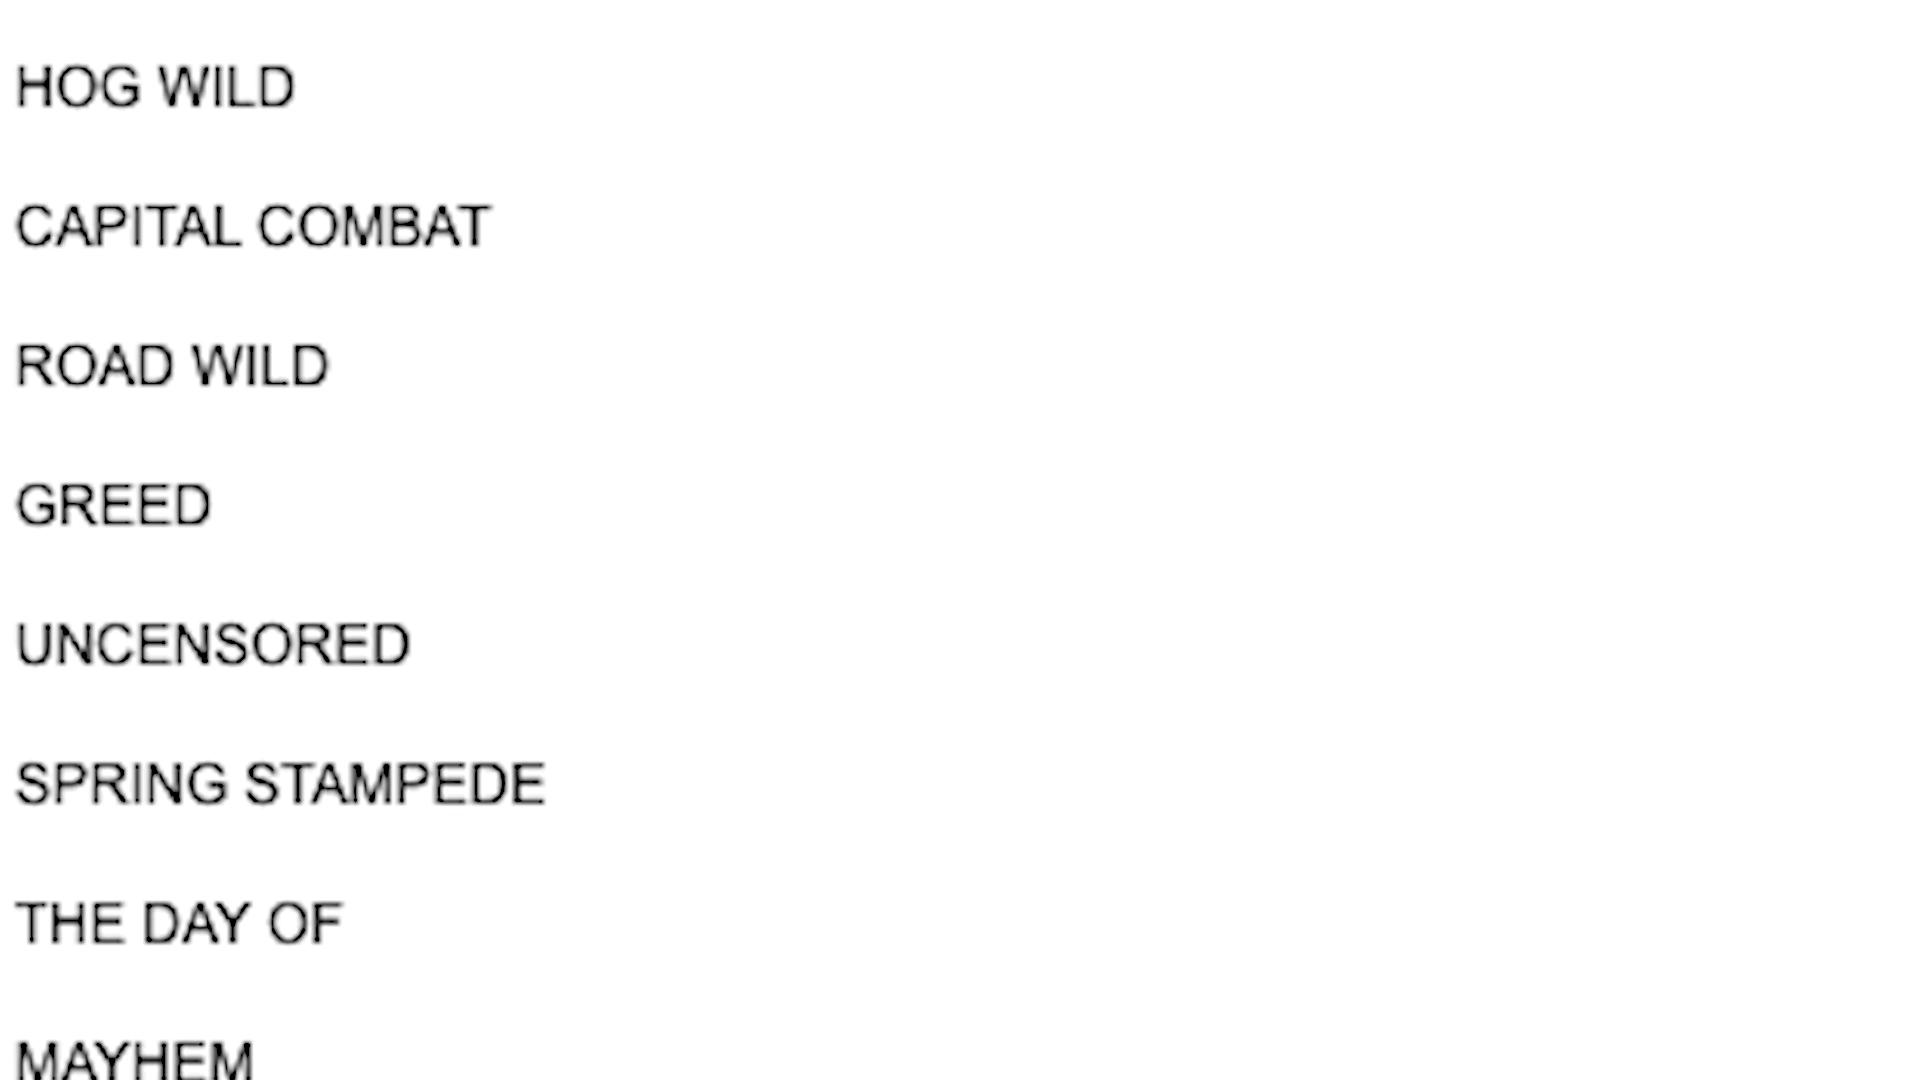 HOG WILD
CAPITAL COMBAT
ROAD WILD
GREED
UNCENSORED
SPRING STAMPEDE
THE DAY OF
MAYHEM